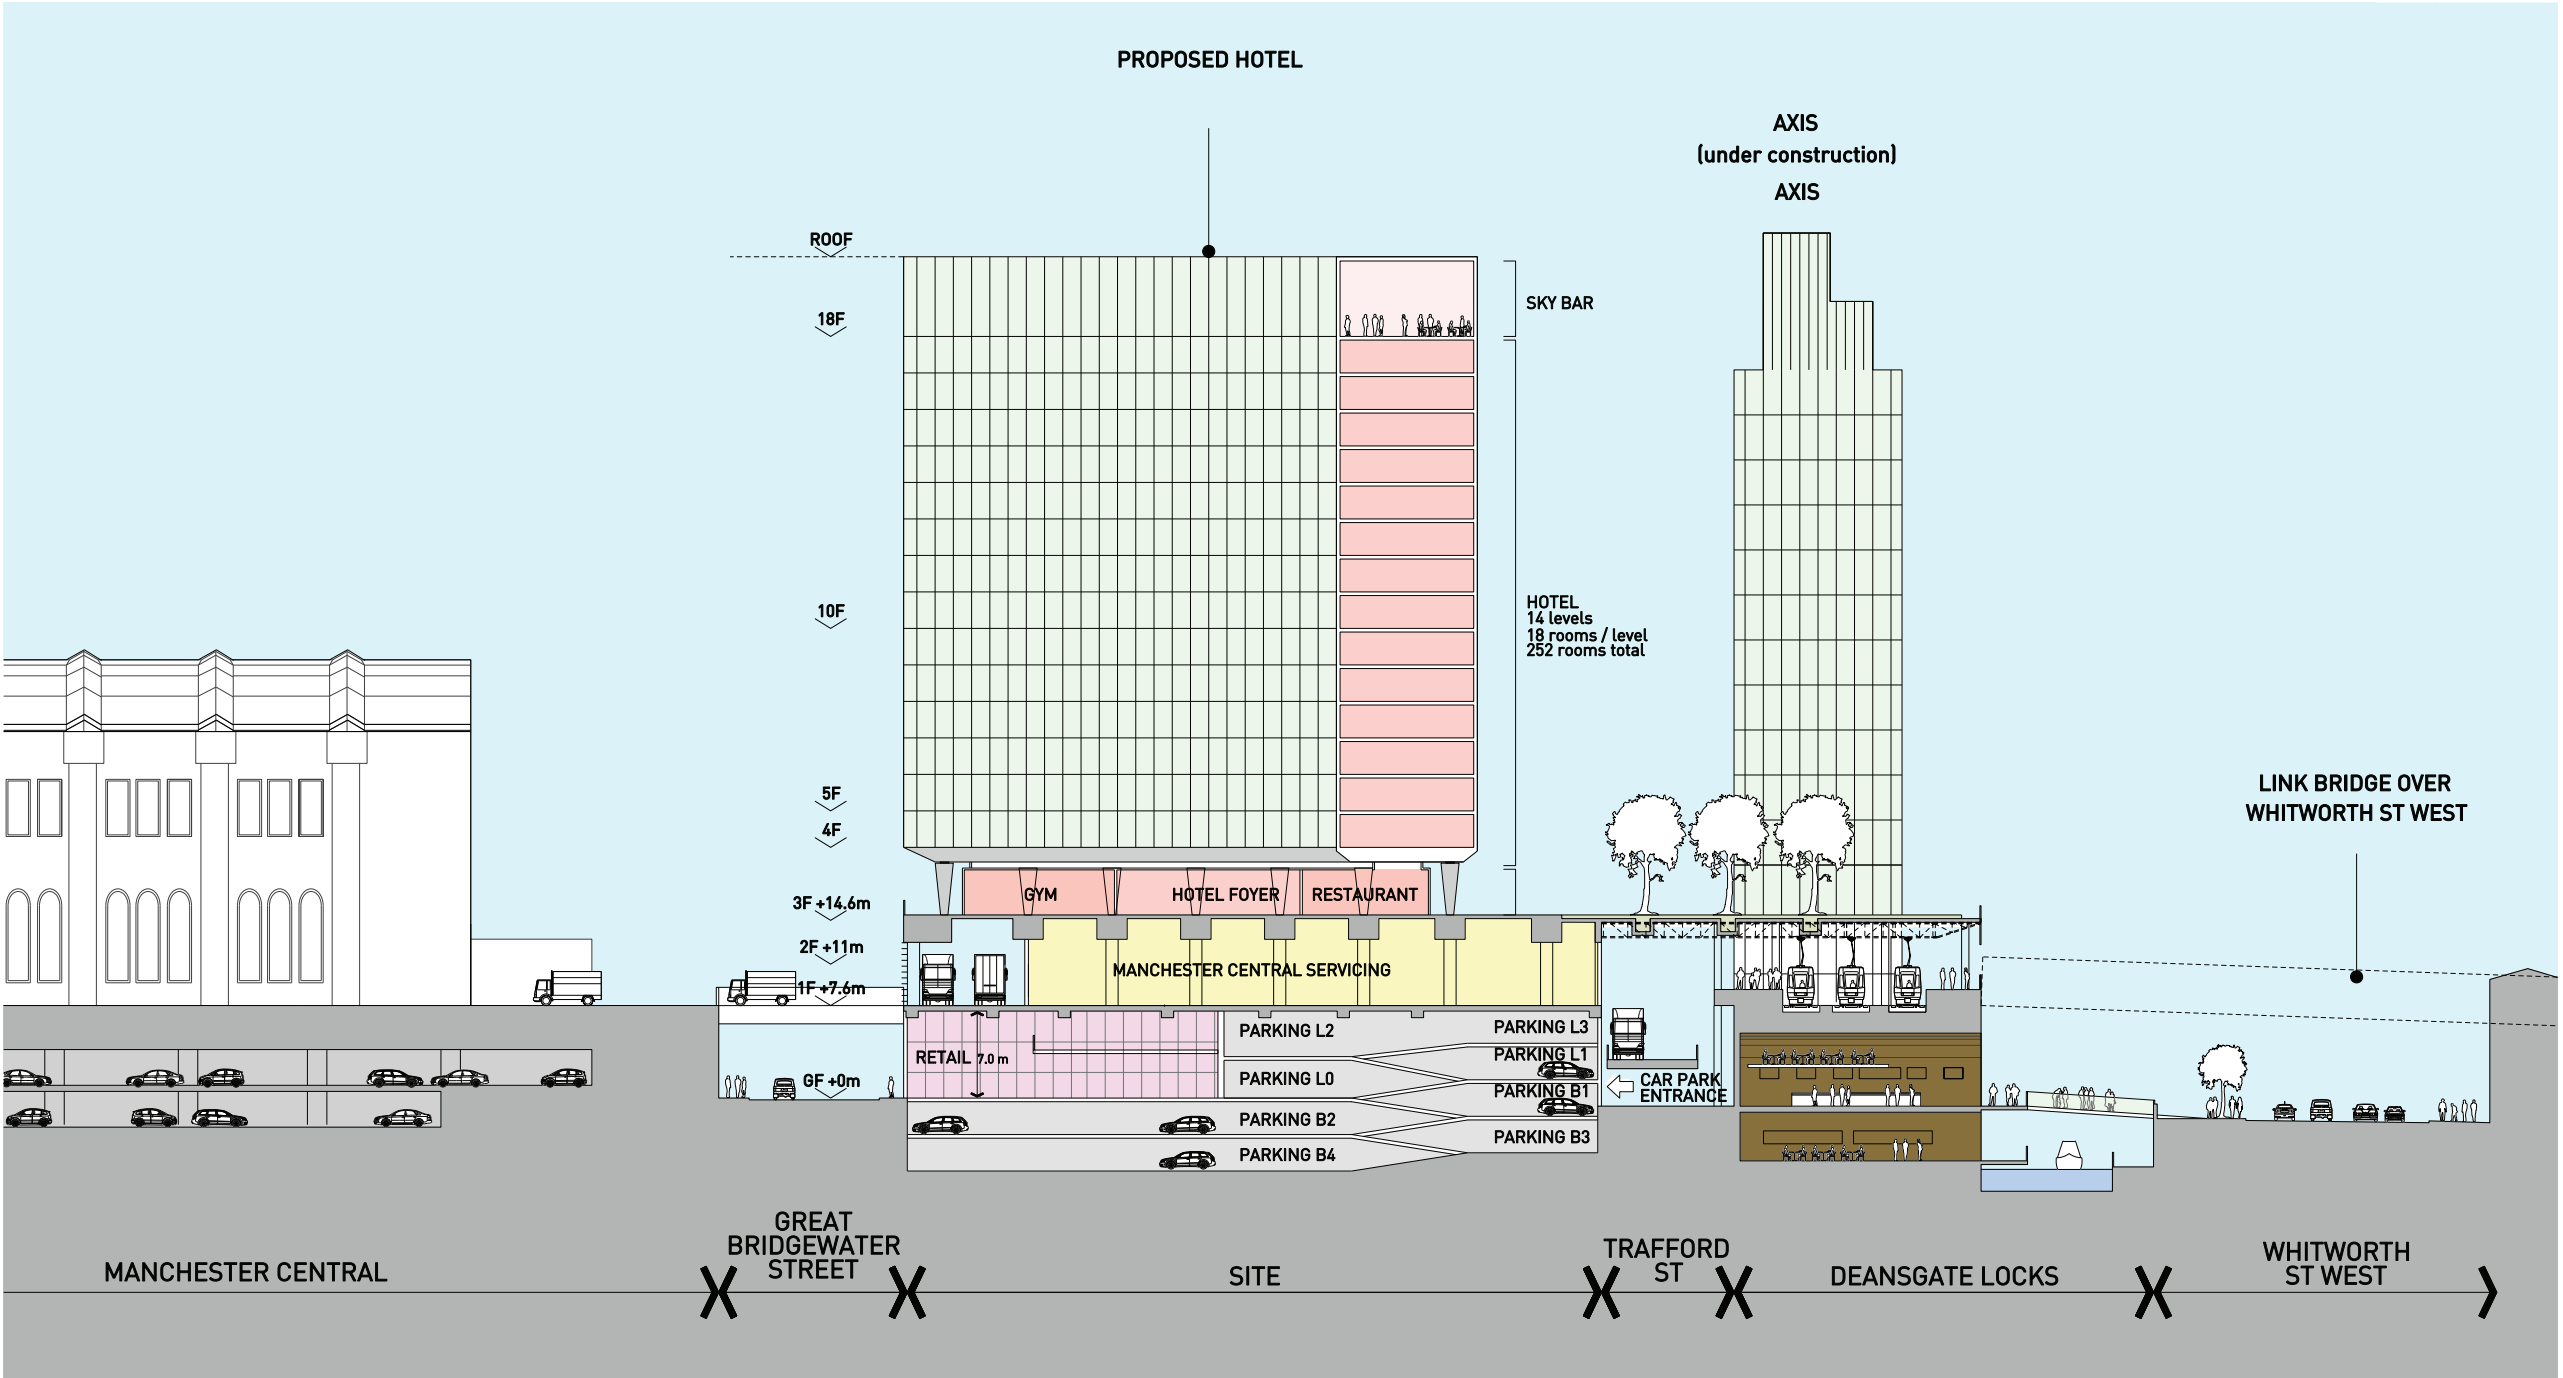 PROPOSED HOTEL
AXIS
(under construction)
AXIS
ROOF
18F
SKY BAR
10F
HOTEL
14 levels
18 rooms / level
252 rooms total
5F
4F
LINK BRIDGE OVER
WHITWORTH ST WEST
GYM
HOTEL FOYER
RESTAURANT
3F +14.6m
2F +11m
MANCHESTER CENTRAL SERVICING
1F +7.6m
PARKING L2
PARKING L3
RETAIL 7.0 m
PARKING L1
GF +0m
PARKING L0
CAR PARK
ENTRANCE
PARKING B1
PARKING B2
PARKING B3
PARKING B4
MANCHESTER CENTRAL
GREAT
BRIDGEWATER
STREET
SITE
TRAFFORD
ST
DEANSGATE LOCKS
WHITWORTH
ST WEST